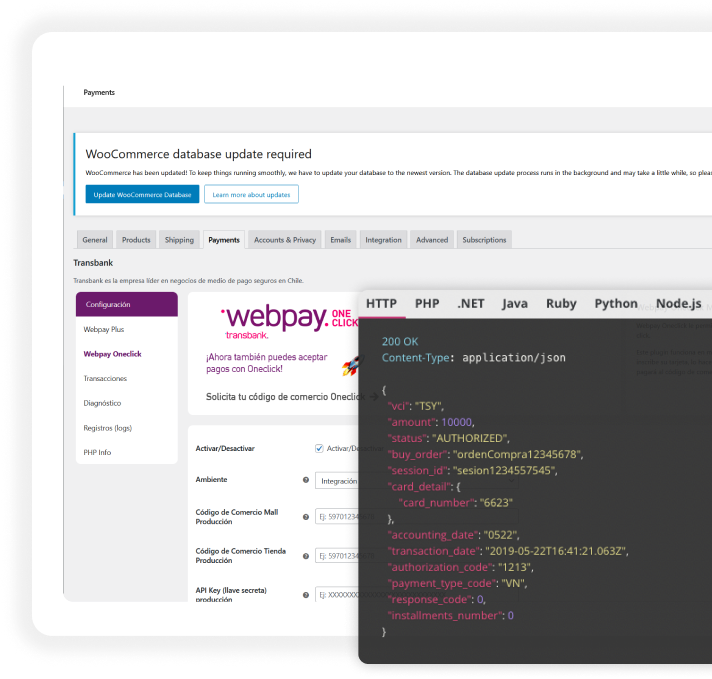 Payments
WooCommerce database update required
WooCommerce has been updated! To keep things running smoothly, we have to update your database to the newest version. The database update process runs in the background and may take a little while, so plea
Update WooCommerce Database
Learn more about updates
General
Products
Shipping
Payments
Accounts & Privacy
Emails
Integration
Advanced
Subscriptions
Transbank
Transbank es la empresa líder en negocios de medio de pago seguros en Chile.
Configuración
Webpay Plus
Webpay Oneclick
Transacciones
Diagnóstico
Registros (logs)
PHP Info
webpay.
ONE
CLICK
transbank.
¡Ahora también puedes aceptar
pagos con Oneclick!
Solicita tu código de comercio Oneclick →
Activar/Desactivar
Activar/De
Ambiente
Integración
Código de Comercio Mall
Producción
Ej: 59701234
Código de Comercio Tienda
Producción
Ej: 59701234
API Key (llave secreta)
producción
Ej: XXXXXXX
HTTP PHP .NET Java Ruby Python Node.js
200 OK
Content-Type: application/json
{
"vci": "TSY",
"amount": 10000,
"status": "AUTHORIZED",
"buy_order": "ordenCompra12345678",
"session_id": "sesion1234557545",
"card_detail": {
"card_number": "6623"
},
"accounting_date": "0522",
"transaction_date": "2019-05-22T16:41:21.063Z",
"authorization_code": "1213",
"payment_type_code": "VN",
"response_code": 0,
"installments_number": 0
}